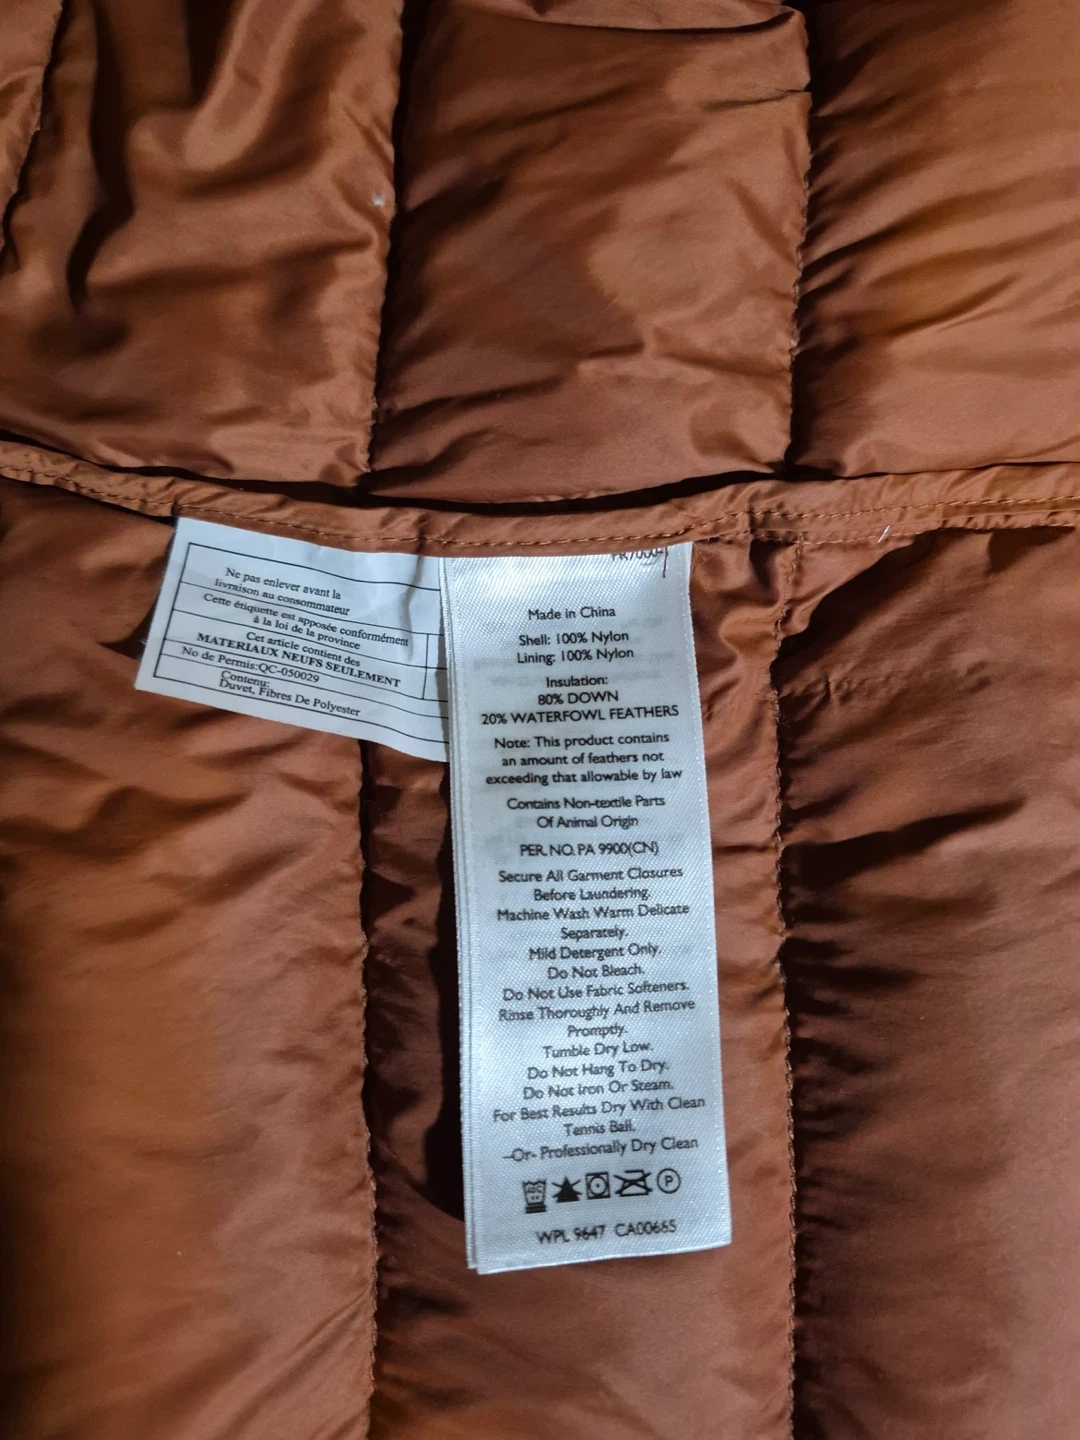 Ne pas enlever avant la
livraison au consommateur
Cette étiquette est apposée conformément
à la loi de la province
Cet article contient des
MATERIAUX NEUFS SEULEMENT
No de Permis:QC-050029
Contenu:
Duvet, Fibres De Polyester
Made in China
Shell: 100% Nylon
Lining: 100% Nylon
Insulation:
80% DOWN
20% WATERFOWL FEATHERS
Note: This product contains
an amount of feathers not
exceeding that allowable by law
Contains Non-textile Parts
Of Animal Origin
PER. NO. PA 9900(CN)
Secure All Garment Closures
Before Laundering.
Machine Wash Warm Delicate
Separately.
Mild Detergent Only.
Do Not Bleach.
Do Not Use Fabric Softeners.
Rinse Thoroughly And Remove
Promptly.
Tumble Dry Low.
Do Not Hang To Dry.
Do Not Iron Or Steam.
For Best Results Dry With Clean
Tennis Ball.
-Or- Professionally Dry Clean
P
WPL 9647 CA00665